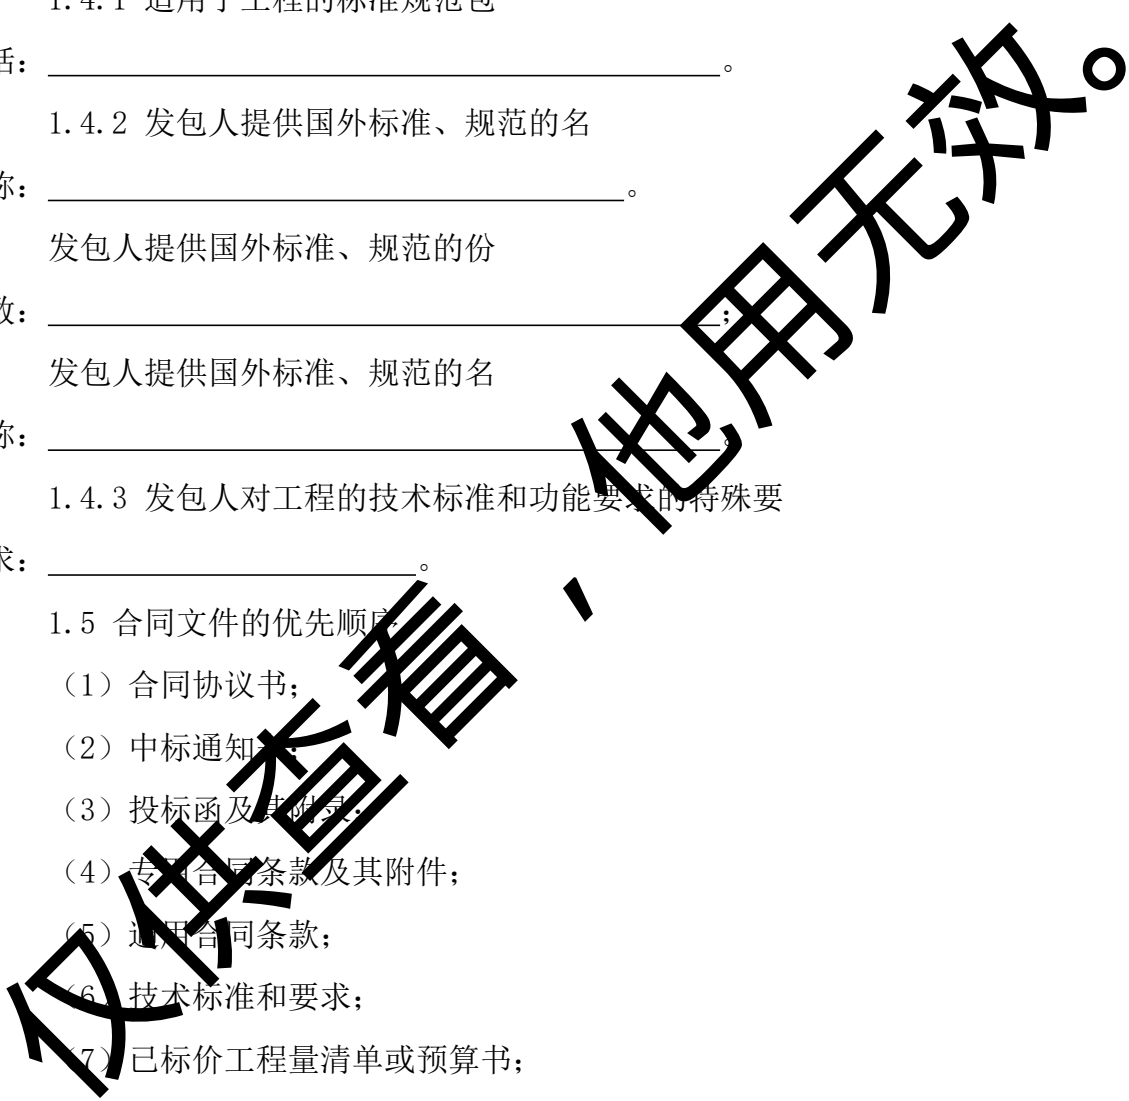 1.4.1 适用于工程的标准规范包
括：　　　　　。
1.4.2 发包人提供国外标准、规范的名
称：　　　　　。
发包人提供国外标准、规范的份
数：　　　　　；
发包人提供国外标准、规范的名
称：　　　　　。
1.4.3 发包人对工程的技术标准和功能要求的特殊要
求：　　　　　。
1.5 合同文件的优先顺序
（1）合同协议书；
（2）中标通知书；
（3）投标函及其附录；
（4）专用合同条款及其附件；
（5）通用合同条款；
（6）技术标准和要求；
（7）已标价工程量清单或预算书；
仅供查看，他用无效。